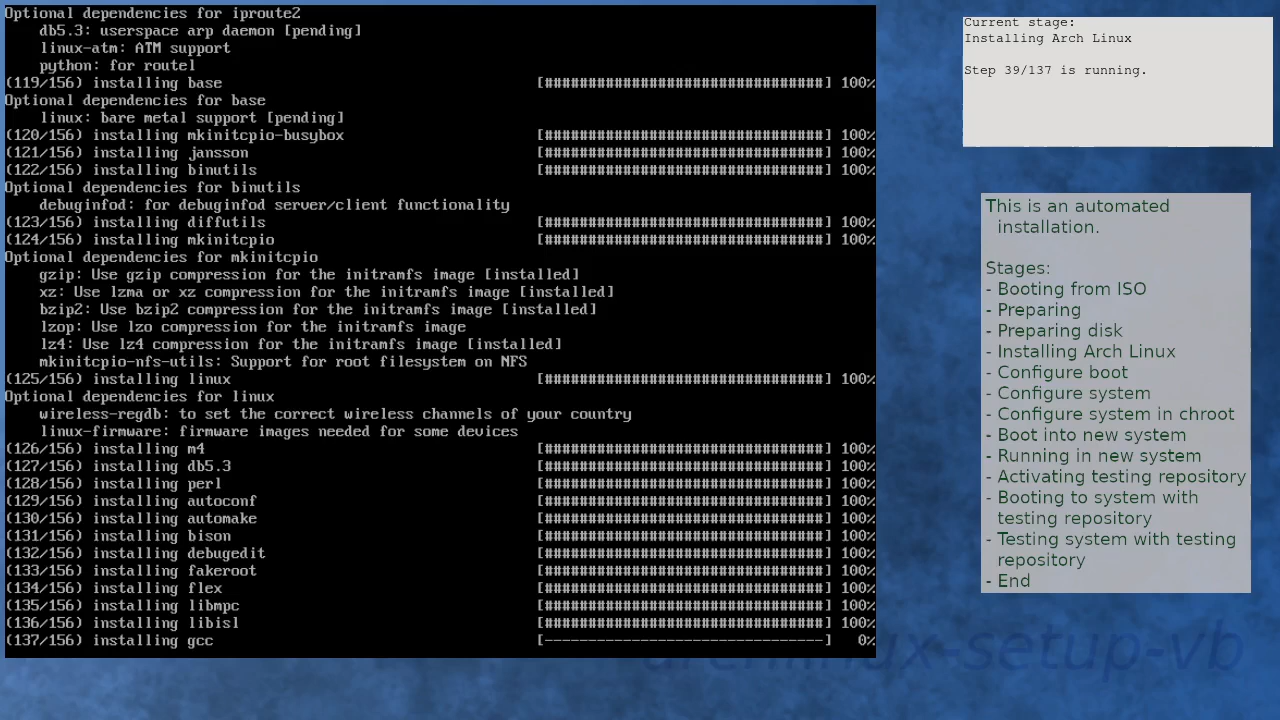 Optional dependencies for iproute2
db5.3: userspace arp daemon [pending]
linux-atm: ATM support
python: for routel
(119/156) installing base [################################] 100%
Optional dependencies for base
linux: bare metal support [pending]
(120/156) installing mkinitcpio-busybox [################################] 100%
(121/156) installing jansson [################################] 100%
(122/156) installing binutils [################################] 100%
Optional dependencies for binutils
debuginfod: for debuginfod server/client functionality
(123/156) installing diffutils [################################] 100%
(124/156) installing mkinitcpio [################################] 100%
Optional dependencies for mkinitcpio
gzip: Use gzip compression for the initramfs image [installed]
xz: Use lzma or xz compression for the initramfs image [installed]
bzip2: Use bzip2 compression for the initramfs image [installed]
lzop: Use lzo compression for the initramfs image
lz4: Use lz4 compression for the initramfs image [installed]
mkinitcpio-nfs-utils: Support for root filesystem on NFS
(125/156) installing linux [################################] 100%
Optional dependencies for linux
wireless-regdb: to set the correct wireless channels of your country
linux-firmware: firmware images needed for some devices
(126/156) installing m4 [################################] 100%
(127/156) installing db5.3 [################################] 100%
(128/156) installing perl [################################] 100%
(129/156) installing autoconf [################################] 100%
(130/156) installing automake [################################] 100%
(131/156) installing bison [################################] 100%
(132/156) installing debugedit [################################] 100%
(133/156) installing fakeroot [################################] 100%
(134/156) installing flex [################################] 100%
(135/156) installing libmpc [################################] 100%
(136/156) installing libisl [################################] 100%
(137/156) installing gcc [--------------------------------] 0%
Current stage:
Installing Arch Linux
Step 39/137 is running.
This is an automated
installation.
Stages:
- Booting from ISO
- Preparing
- Preparing disk
- Installing Arch Linux
- Configure boot
- Configure system
- Configure system in chroot
- Boot into new system
- Running in new system
- Activating testing repository
- Booting to system with
testing repository
- Testing system with testing
repository
- End
archlinux-setup-vb